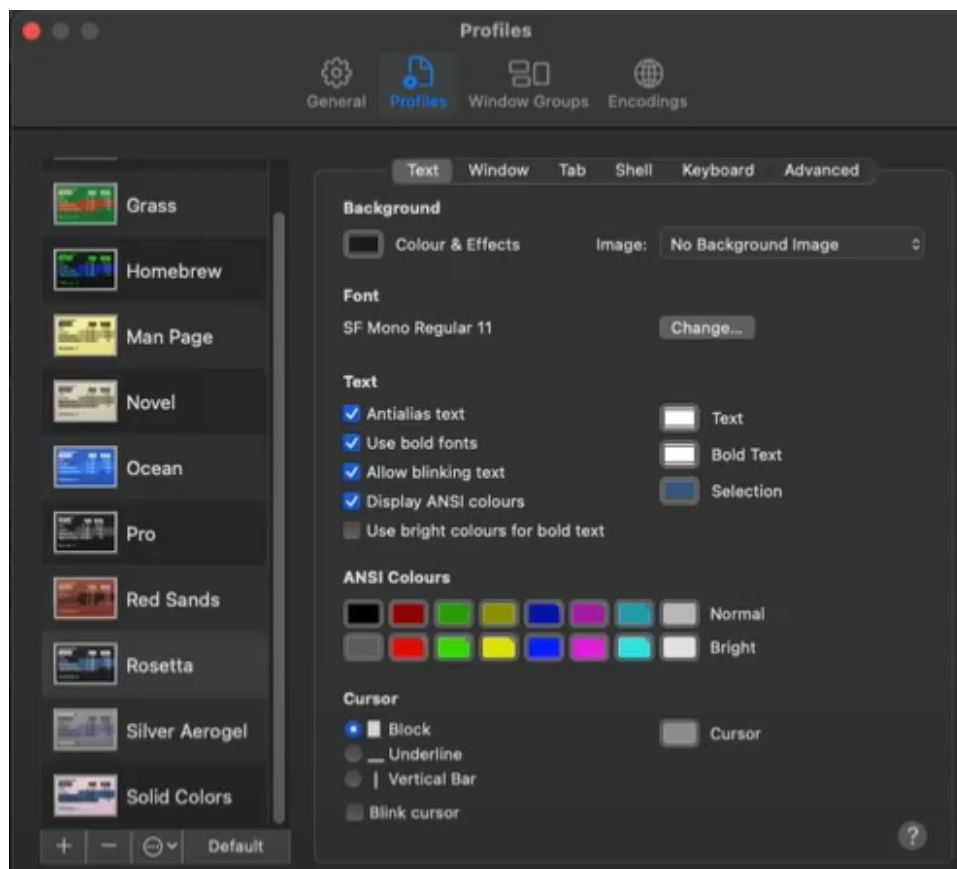 Profiles
General Profiles Window Groups Encodings
Text Window Tab Shell Keyboard Advanced
Grass
Homebrew
Man Page
Novel
Ocean
Pro
Red Sands
Rosetta
Silver Aerogel
Solid Colors
+ − Default
Background
Colour & Effects Image: No Background Image
Font
SF Mono Regular 11 Change...
Text
Antialias text Text
Use bold fonts Bold Text
Allow blinking text
Display ANSI colours Selection
Use bright colours for bold text
ANSI Colours
Normal
Bright
Cursor
Block Cursor
Underline
Vertical Bar
Blink cursor
?